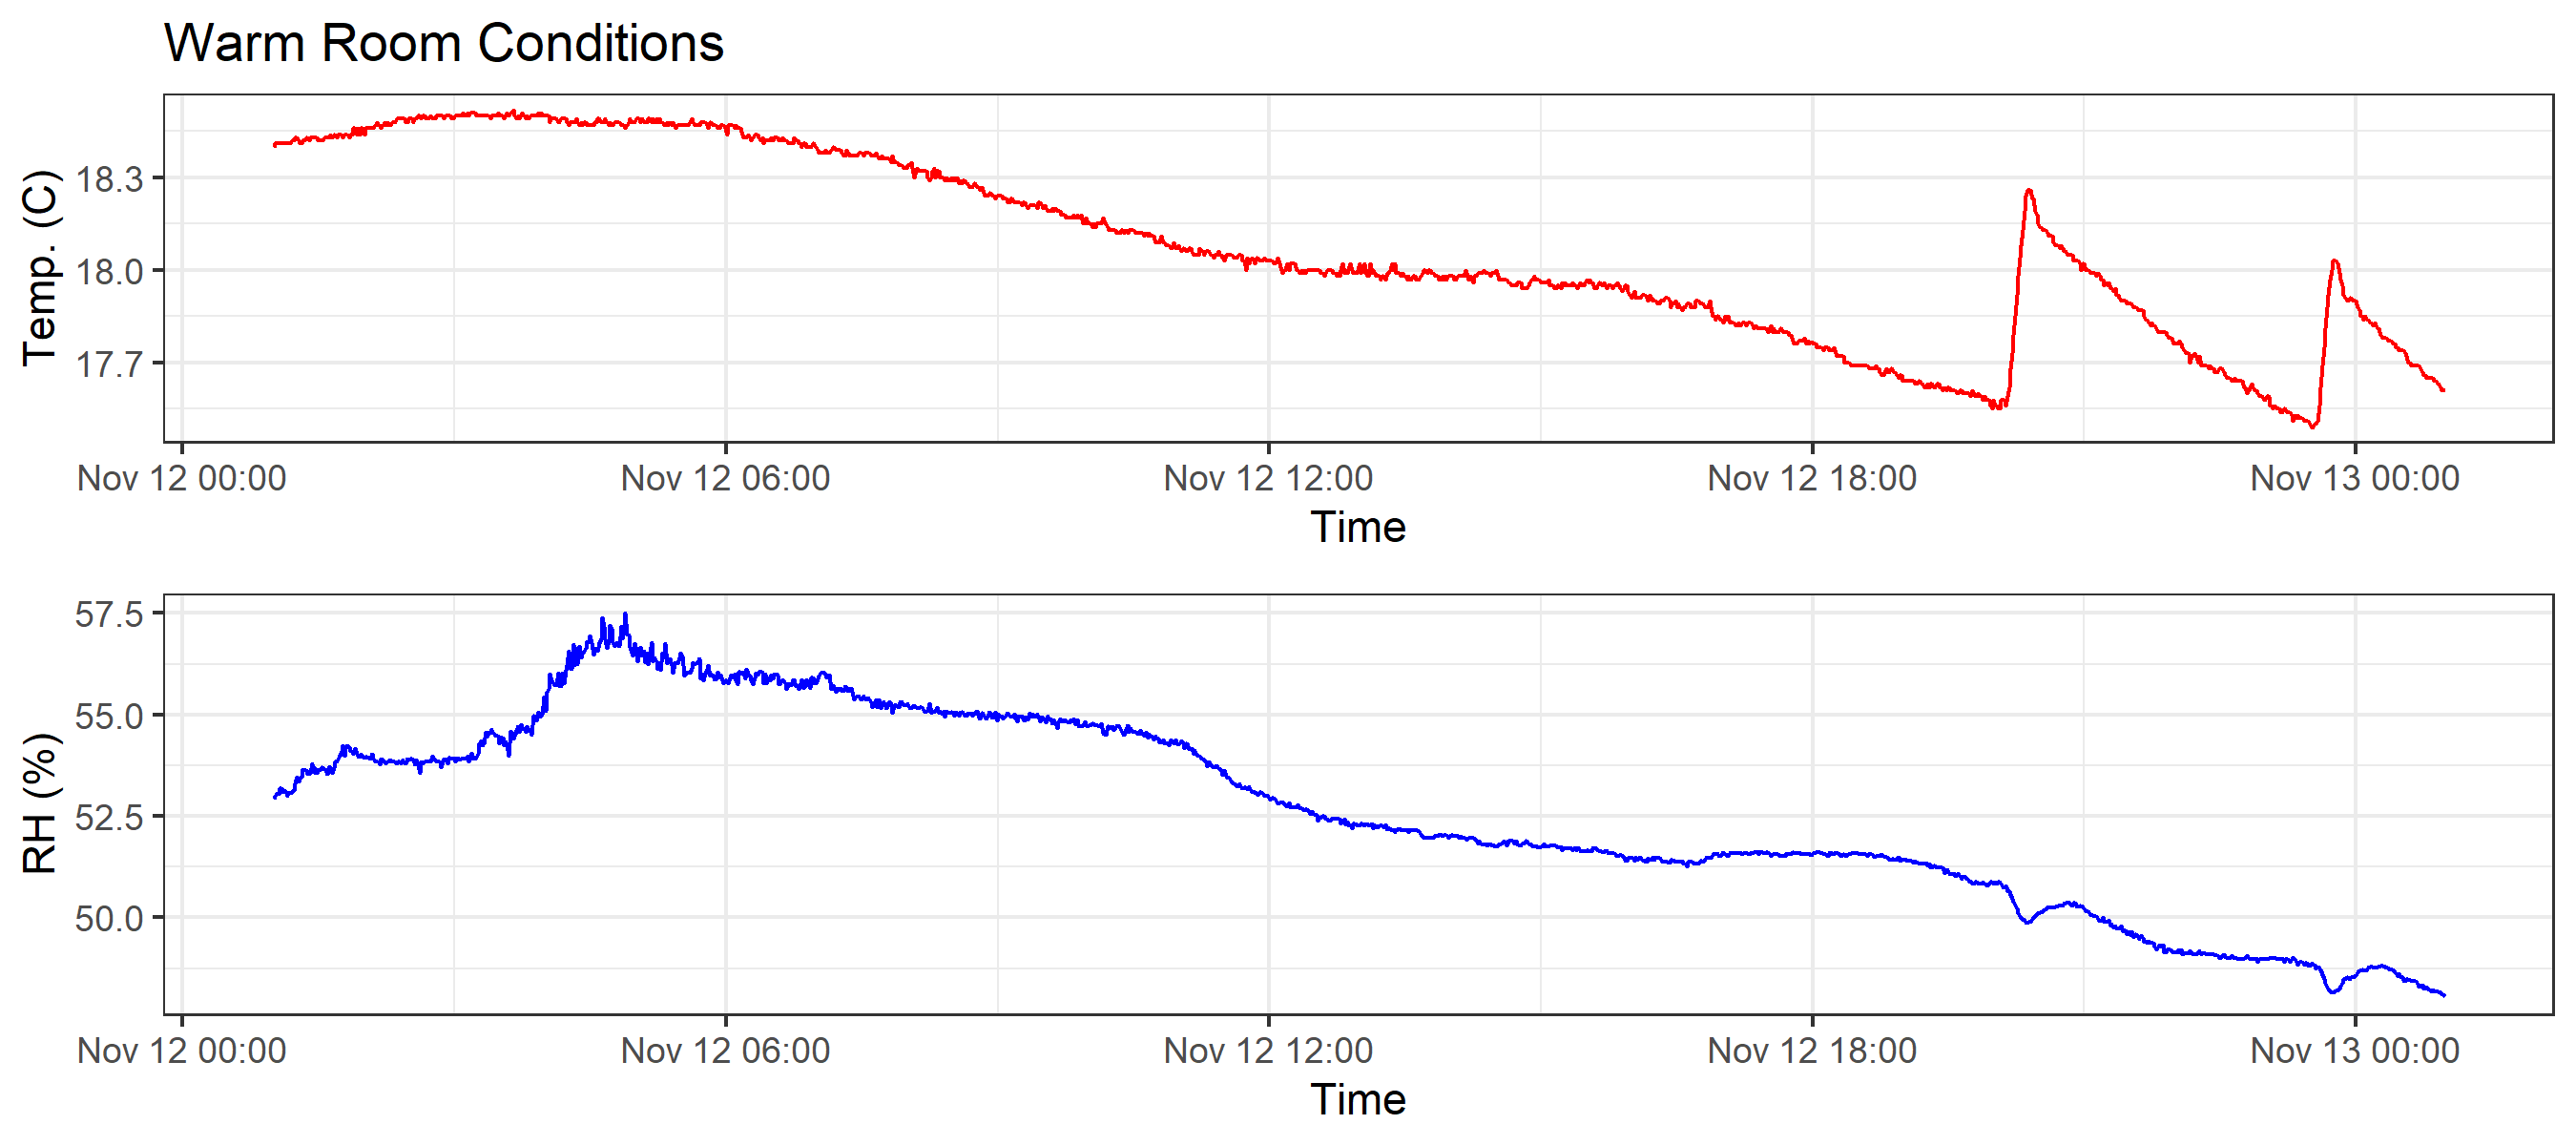 Warm Room Conditions
Temp. (C)
18.3
18.0
17.7
Nov 12 00:00 Nov 12 06:00 Nov 12 12:00 Nov 12 18:00 Nov 13 00:00
Time
RH (%)
57.5
55.0
52.5
50.0
Nov 12 00:00 Nov 12 06:00 Nov 12 12:00 Nov 12 18:00 Nov 13 00:00
Time